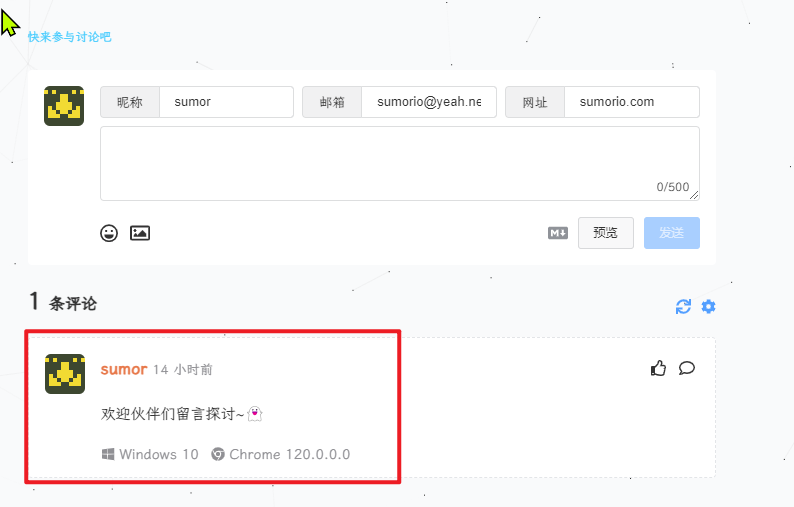 快来参与讨论吧
昵称 sumor 邮箱 sumorio@yeah.ne 网址 sumorio.com
0/500
M 预览 发送
1 条评论
sumor 14 小时前
欢迎伙伴们留言探讨~
Windows 10 Chrome 120.0.0.0